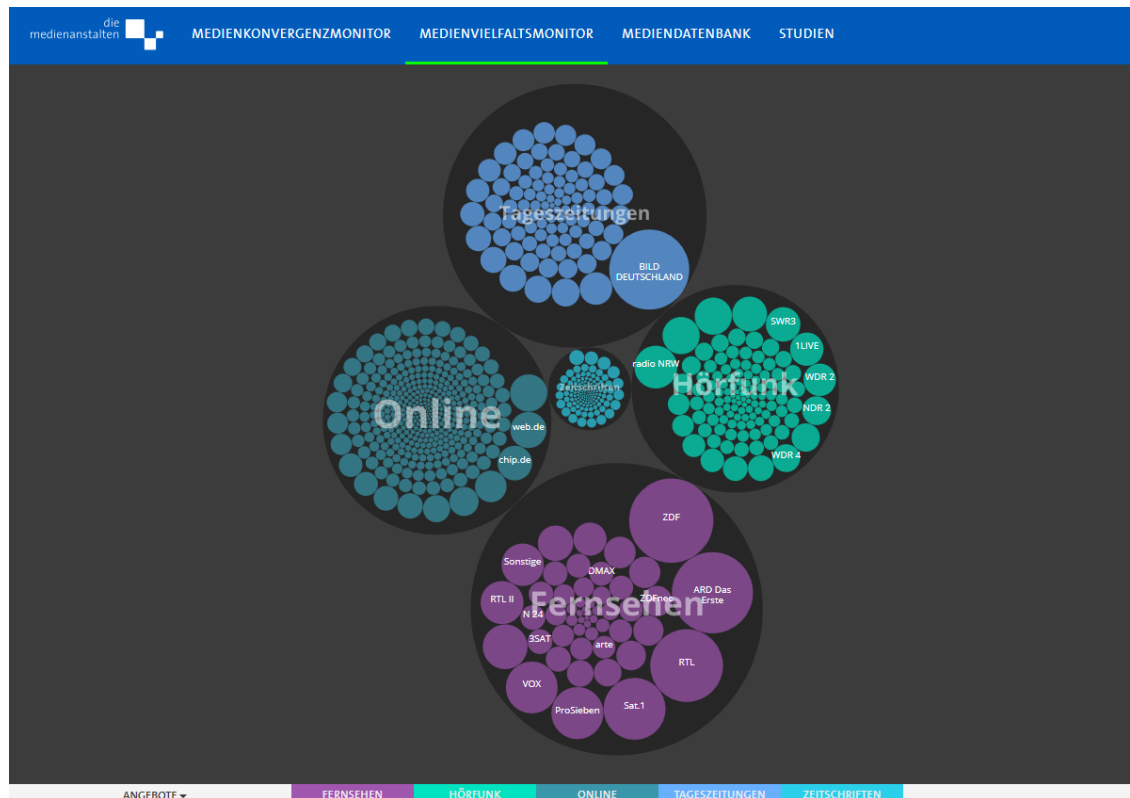 die
medienanstalten
MEDIENKONVERGENZMONITOR
MEDIENVIELFALTSMONITOR
MEDIENDATENBANK
STUDIEN
Tageszeitungen
BILD
DEUTSCHLAND
SWR3
1LIVE
radio NRW
WDR 2
Hörfunk
NDR 2
WDR 4
Zeitschriften
Online
web.de
chip.de
ZDF
Sonstige
DMAX
ARD Das
Erste
RTL II
ZDFneo
Fernsehen
N 24
3SAT
arte
RTL
VOX
ProSieben
Sat.1
ANGEBOTE
FERNSEHEN
HÖRFUNK
ONLINE
TAGESZEITUNGEN
ZEITSCHRIFTEN